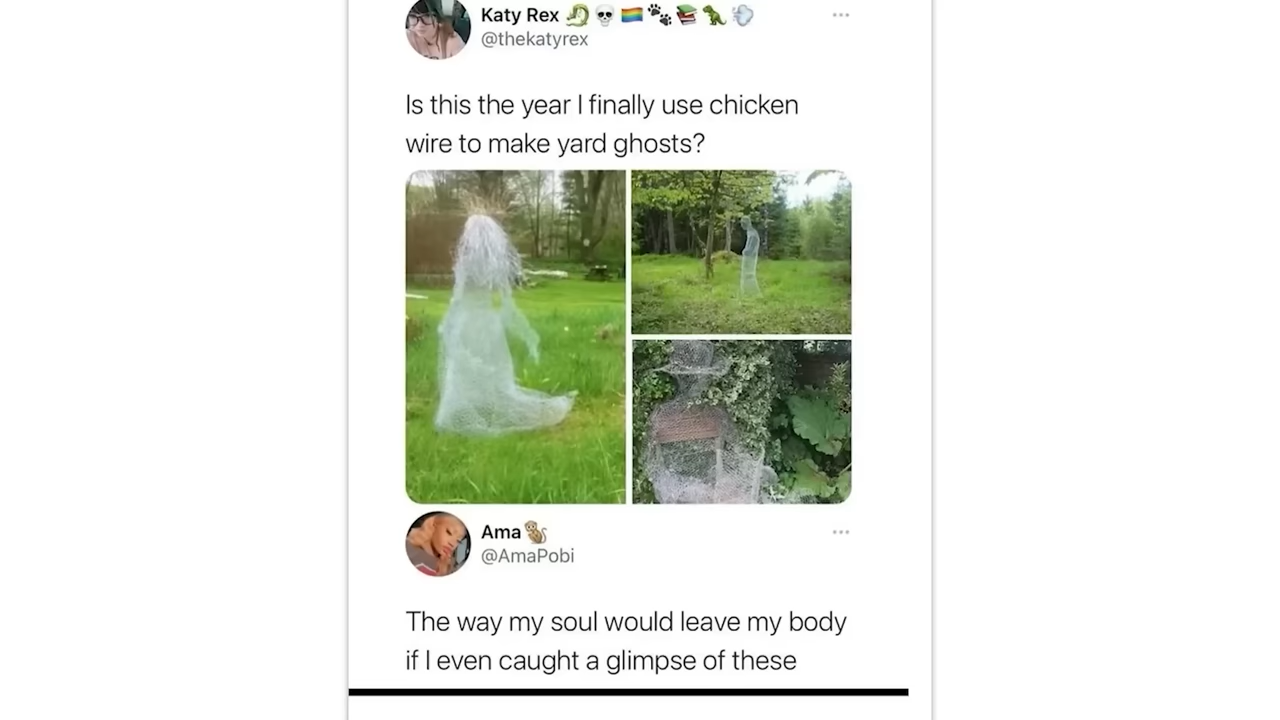 Katy Rex 🐉💀🏳️‍🌈🐾📚🦖💨
@thekatyrex
Is this the year I finally use chicken
wire to make yard ghosts?
Ama🐒
@AmaPobi
The way my soul would leave my body
if I even caught a glimpse of these